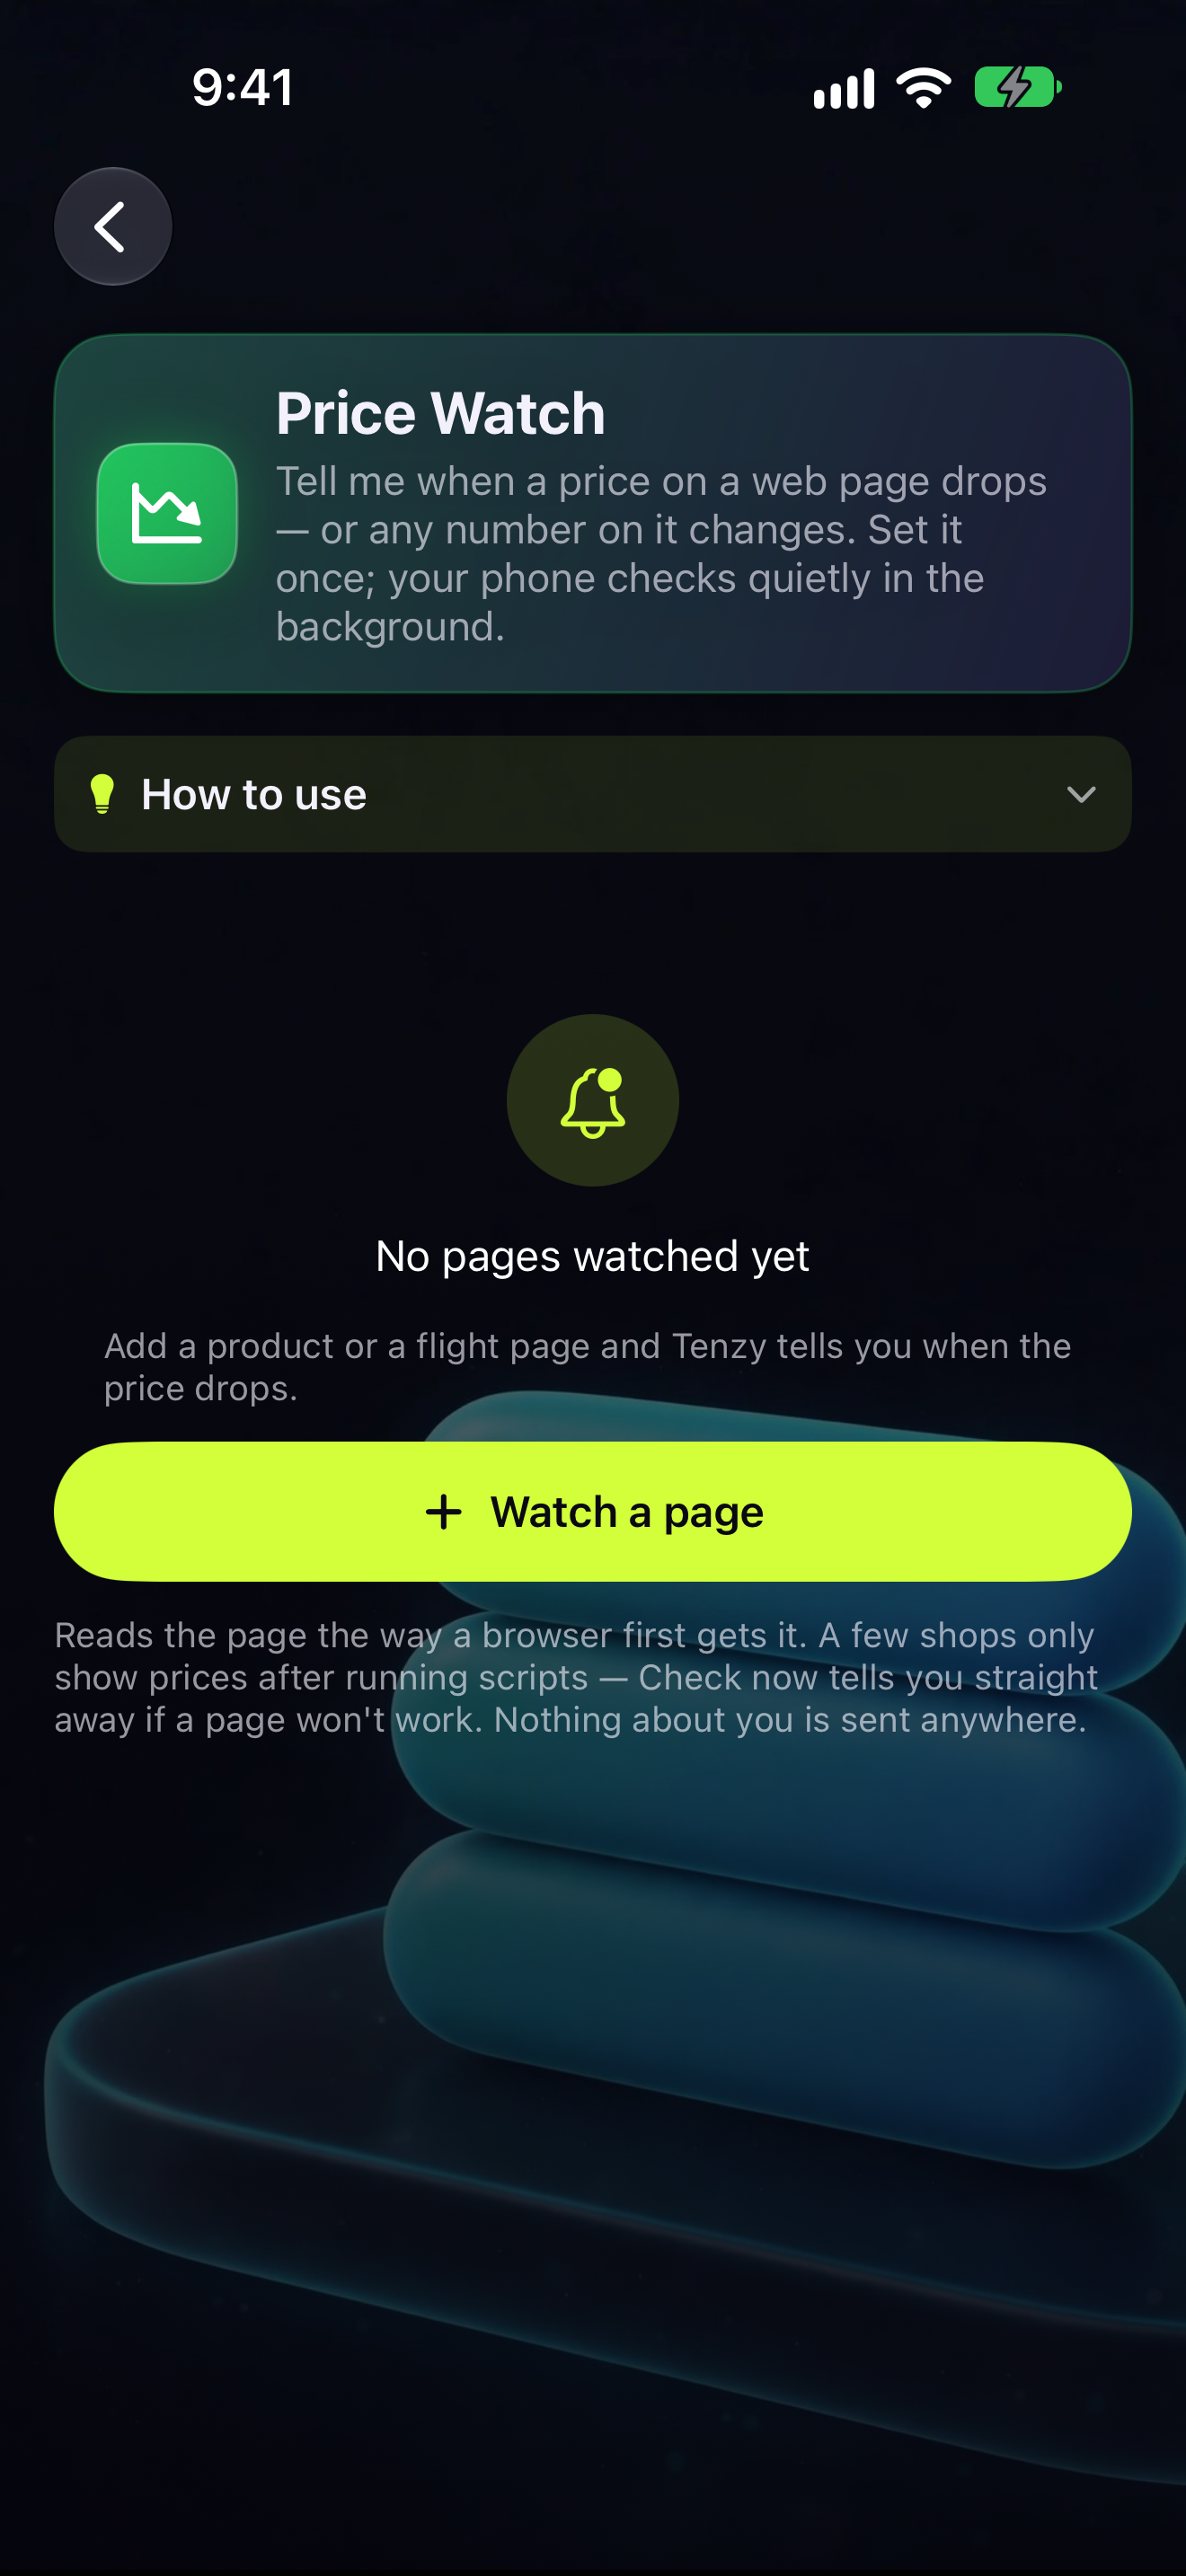 9:41
Price Watch
Tell me when a price on a web page drops
— or any number on it changes. Set it
once; your phone checks quietly in the
background.
How to use
No pages watched yet
Add a product or a flight page and Tenzy tells you when the
price drops.
+ Watch a page
Reads the page the way a browser first gets it. A few shops only
show prices after running scripts — Check now tells you straight
away if a page won't work. Nothing about you is sent anywhere.